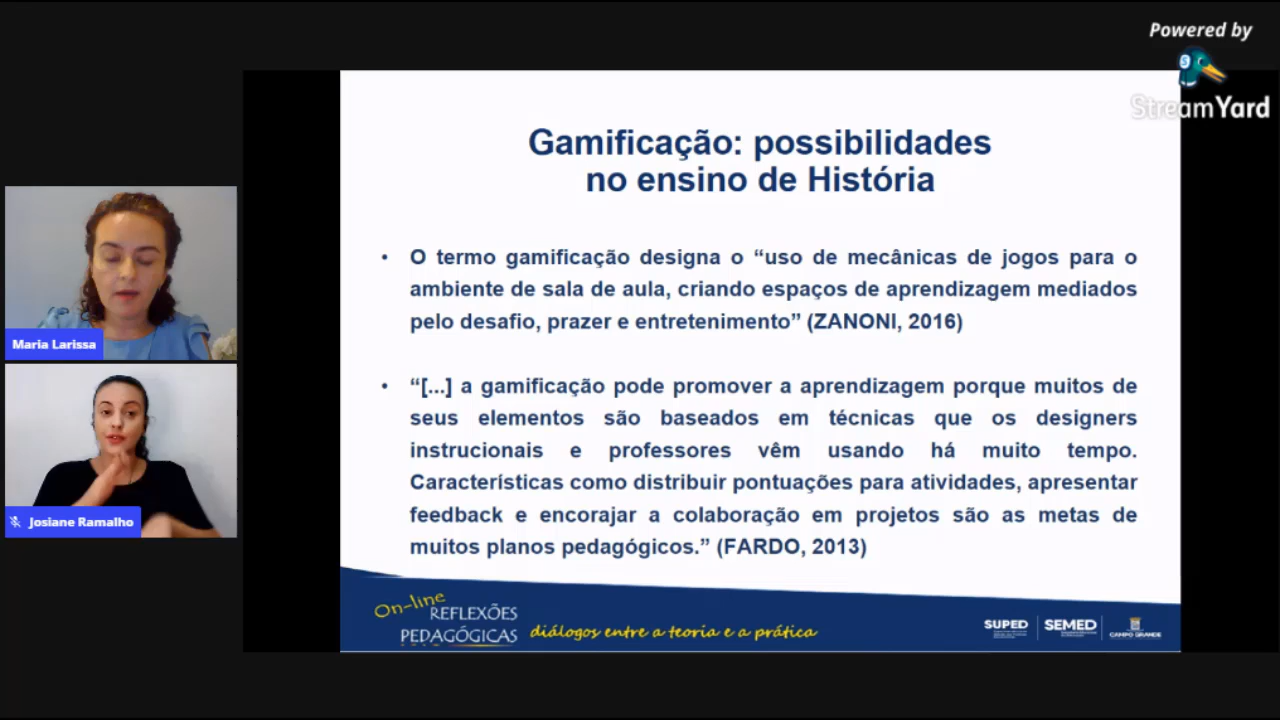 Powered by
StreamYard
Gamificação: possibilidades
no ensino de História
• O termo gamificação designa o “uso de mecânicas de jogos para o
ambiente de sala de aula, criando espaços de aprendizagem mediados
pelo desafio, prazer e entretenimento” (ZANONI, 2016)
• “[...] a gamificação pode promover a aprendizagem porque muitos de
seus elementos são baseados em técnicas que os designers
instrucionais e professores vêm usando há muito tempo.
Características como distribuir pontuações para atividades, apresentar
feedback e encorajar a colaboração em projetos são as metas de
muitos planos pedagógicos.” (FARDO, 2013)
Maria Larissa
Josiane Ramalho
On-line
REFLEXÕES
PEDAGÓGICAS
diálogos entre a teoria e a prática
SUPED
SEMED
CAMPO GRANDE